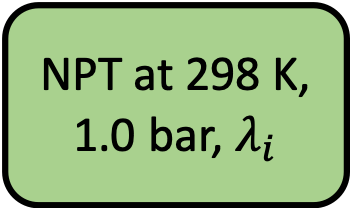 NPT at 298 K,
1.0 bar, λᵢ